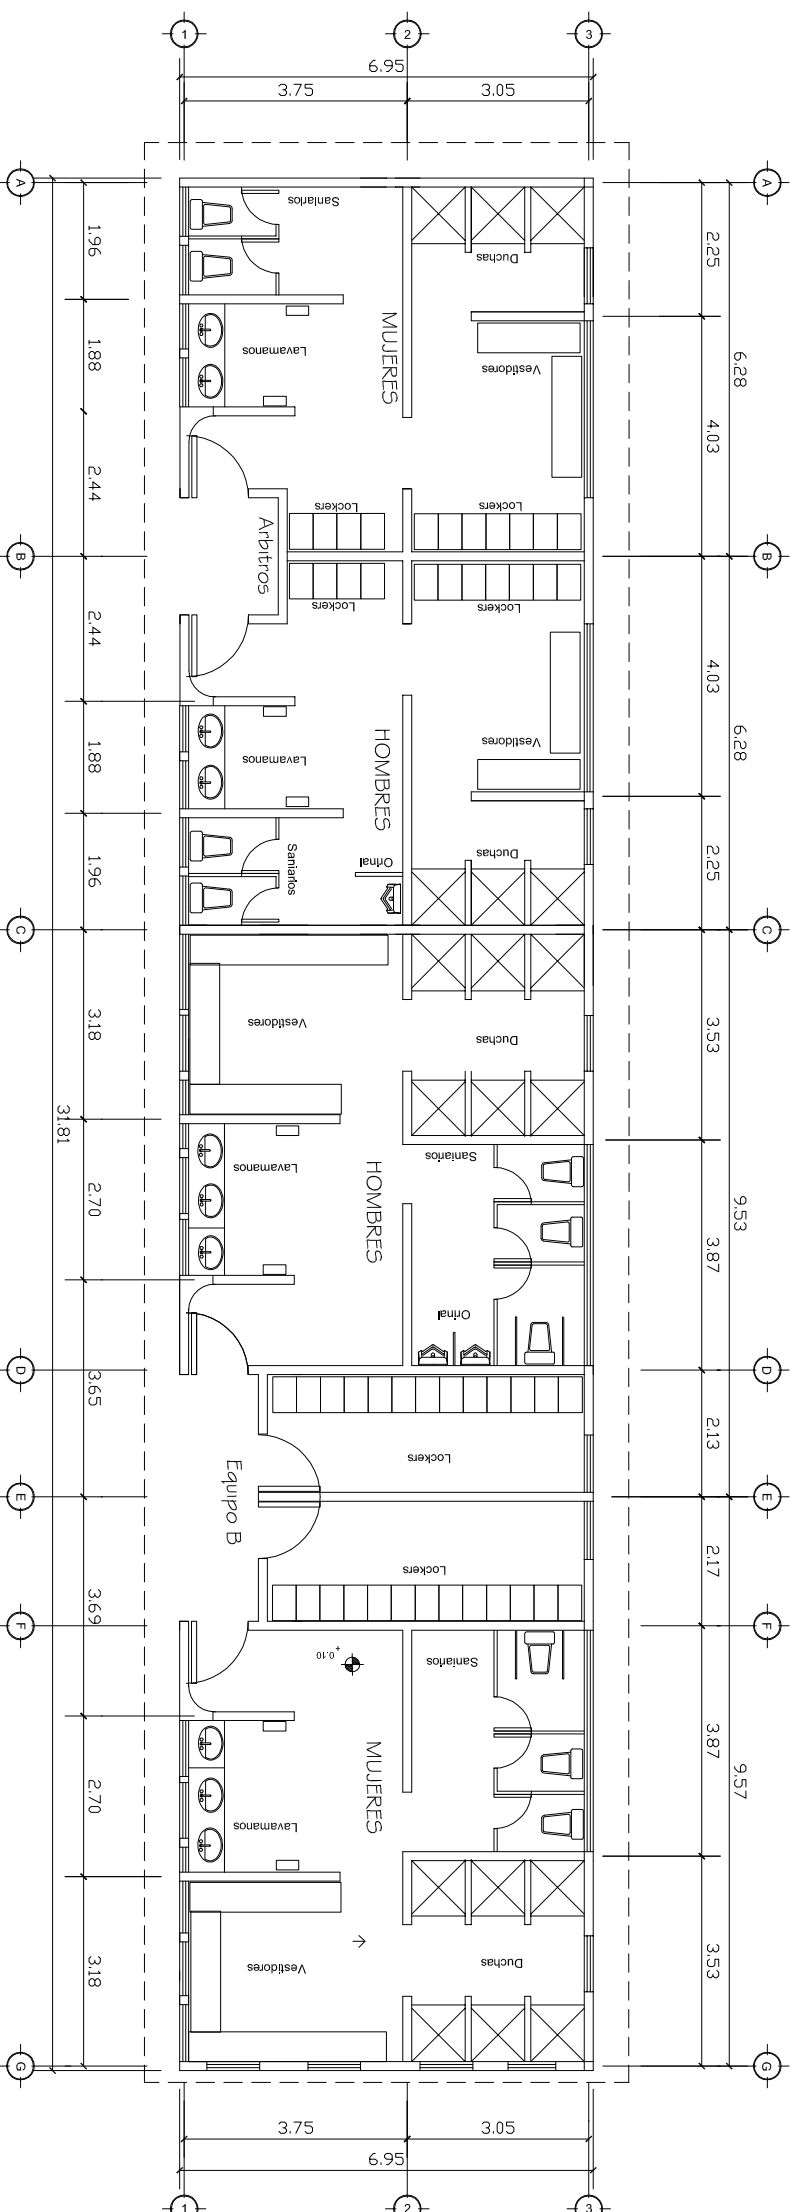 1
2
3
6.95
3.75
3.05
A
A
Sanitarios
Duchas
1.96
2.25
MUJERES
Lavamanos
Vestidores
1.88
6.28
4.03
2.44
Lockers
Lockers
Arbitros
B
B
Lockers
Lockers
2.44
4.03
HOMBRES
Lavamanos
Vestidores
1.88
6.28
Sanitarios
Orinal
Duchas
1.96
2.25
C
C
Vestidores
Duchas
3.18
3.53
31.81
Sanitarios
Lavamanos
HOMBRES
2.70
9.53
3.87
Orinal
D
D
3.65
Lockers
2.13
Equipo B
E
E
Lockers
2.17
3.69
F
F
+ 0.10
Sanitarios
MUJERES
3.87
9.57
2.70
Lavamanos
Vestidores
Duchas
3.18
3.53
G
G
3.75
3.05
6.95
1
2
3